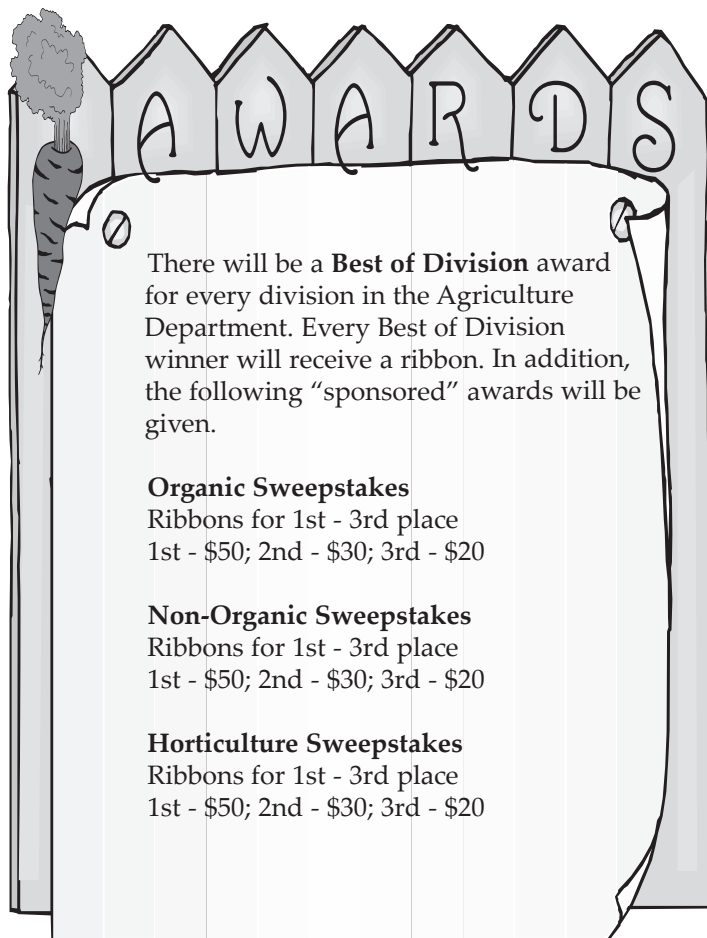 AWARDS
There will be a Best of Division award
for every division in the Agriculture
Department. Every Best of Division
winner will receive a ribbon. In addition,
the following “sponsored” awards will be
given.
Organic Sweepstakes
Ribbons for 1st - 3rd place
1st - $50; 2nd - $30; 3rd - $20
Non-Organic Sweepstakes
Ribbons for 1st - 3rd place
1st - $50; 2nd - $30; 3rd - $20
Horticulture Sweepstakes
Ribbons for 1st - 3rd place
1st - $50; 2nd - $30; 3rd - $20